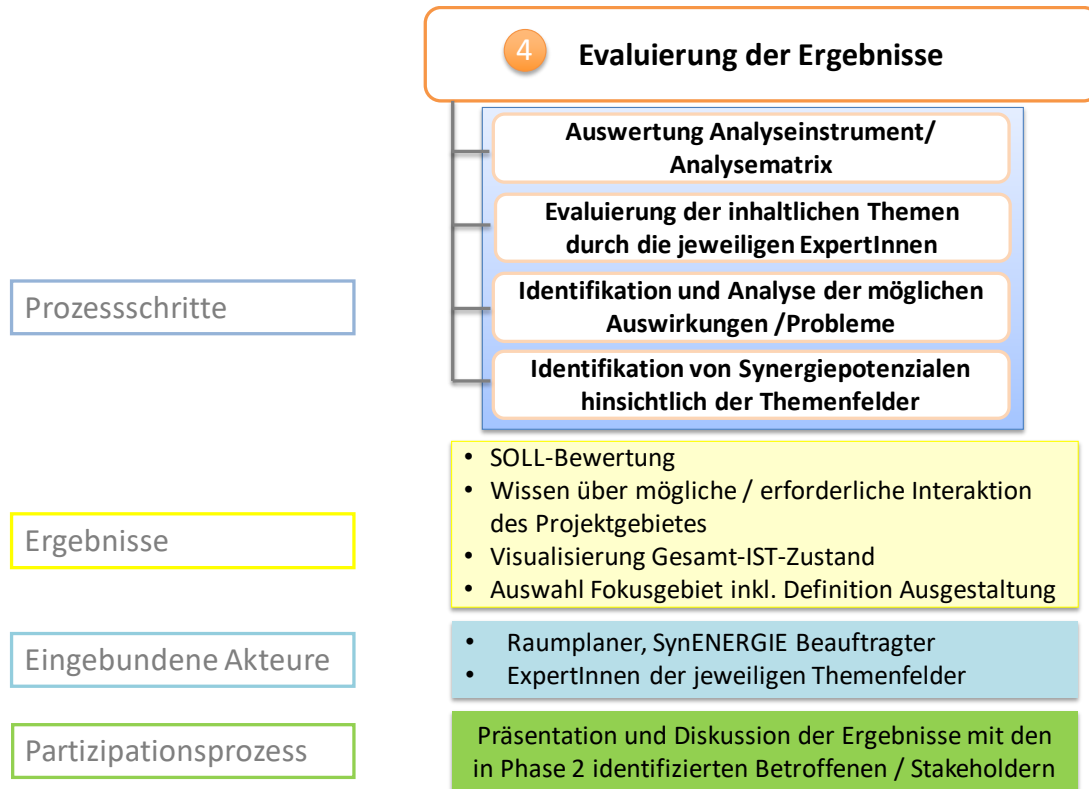 4 Evaluierung der Ergebnisse
Auswertung Analyseinstrument/
Analysematrix
Evaluierung der inhaltlichen Themen
durch die jeweiligen ExpertInnen
Prozessschritte
Identifikation und Analyse der möglichen
Auswirkungen /Probleme
Identifikation von Synergiepotenzialen
hinsichtlich der Themenfelder
Ergebnisse
• SOLL-Bewertung
• Wissen über mögliche / erforderliche Interaktion
des Projektgebietes
• Visualisierung Gesamt-IST-Zustand
• Auswahl Fokusgebiet inkl. Definition Ausgestaltung
Eingebundene Akteure
• Raumplaner, SynENERGIE Beauftragter
• ExpertInnen der jeweiligen Themenfelder
Partizipationsprozess
Präsentation und Diskussion der Ergebnisse mit den
in Phase 2 identifizierten Betroffenen / Stakeholdern